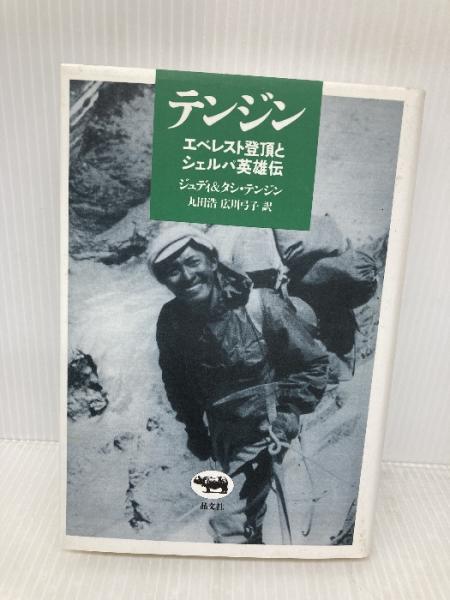 テンジン
エベレスト登頂と
シェルパ英雄伝
ジュディ&タシ・テンジン
丸田浩 広川弓子 訳
晶文社